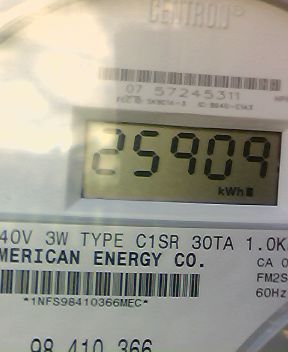 CENTRON®
07 57245311
25909
kWh
40V 3W TYPE C1SR 30TA 1.0K
MERICAN ENERGY CO.
CA 0
FM2S
60Hz
*1NFS98410366MEC*
98 410 366